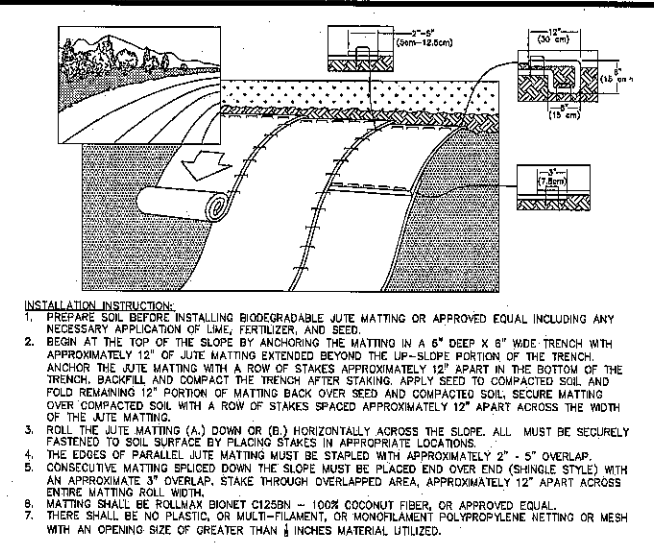 2"-5"
(5cm-12.5cm)
12"
(30 cm)
6"
(15 cm)
6"
(15 cm)
3"
(7.5cm)
INSTALLATION INSTRUCTION:
1. PREPARE SOIL BEFORE INSTALLING BIODEGRADABLE JUTE MATTING OR APPROVED EQUAL INCLUDING ANY
NECESSARY APPLICATION OF LIME, FERTILIZER, AND SEED.
2. BEGIN AT THE TOP OF THE SLOPE BY ANCHORING THE MATTING IN A 6" DEEP X 6" WIDE TRENCH WITH
APPROXIMATELY 12" OF JUTE MATTING EXTENDED BEYOND THE UP-SLOPE PORTION OF THE TRENCH.
ANCHOR THE JUTE MATTING WITH A ROW OF STAKES APPROXIMATELY 12" APART IN THE BOTTOM OF THE
TRENCH. BACKFILL AND COMPACT THE TRENCH AFTER STAKING. APPLY SEED TO COMPACTED SOIL AND
FOLD REMAINING 12" PORTION OF MATTING BACK OVER SEED AND COMPACTED SOIL, SECURE MATTING
OVER COMPACTED SOIL WITH A ROW OF STAKES SPACED APPROXIMATELY 12" APART ACROSS THE WIDTH
OF THE JUTE MATTING.
3. ROLL THE JUTE MATTING (A.) DOWN OR (B.) HORIZONTALLY ACROSS THE SLOPE. ALL MUST BE SECURELY
FASTENED TO SOIL SURFACE BY PLACING STAKES IN APPROPRIATE LOCATIONS.
4. THE EDGES OF PARALLEL JUTE MATTING MUST BE STAPLED WITH APPROXIMATELY 2" - 5" OVERLAP.
5. CONSECUTIVE MATTING SPLICED DOWN THE SLOPE MUST BE PLACED END OVER END (SHINGLE STYLE) WITH
AN APPROXIMATE 3" OVERLAP. STAKE THROUGH OVERLAPPED AREA, APPROXIMATELY 12" APART ACROSS
ENTIRE MATTING ROLL WIDTH.
6. MATTING SHALL BE ROLLMAX BIONET C125BN - 100% COCONUT FIBER, OR APPROVED EQUAL.
7. THERE SHALL BE NO PLASTIC, OR MULTI-FILAMENT, OR MONOFILAMENT POLYPROPYLENE NETTING OR MESH
WITH AN OPENING SIZE OF GREATER THAN INCHES MATERIAL UTILIZED.